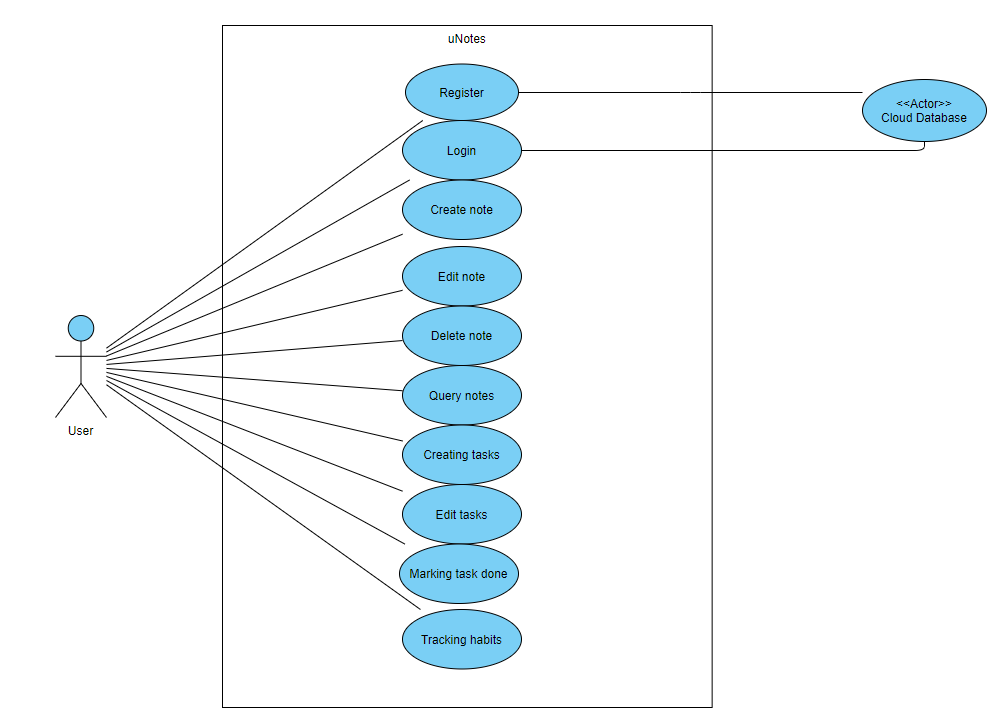 uNotes
Register
<<Actor>>
Cloud Database
Login
Create note
Edit note
Delete note
Query notes
User
Creating tasks
Edit tasks
Marking task done
Tracking habits